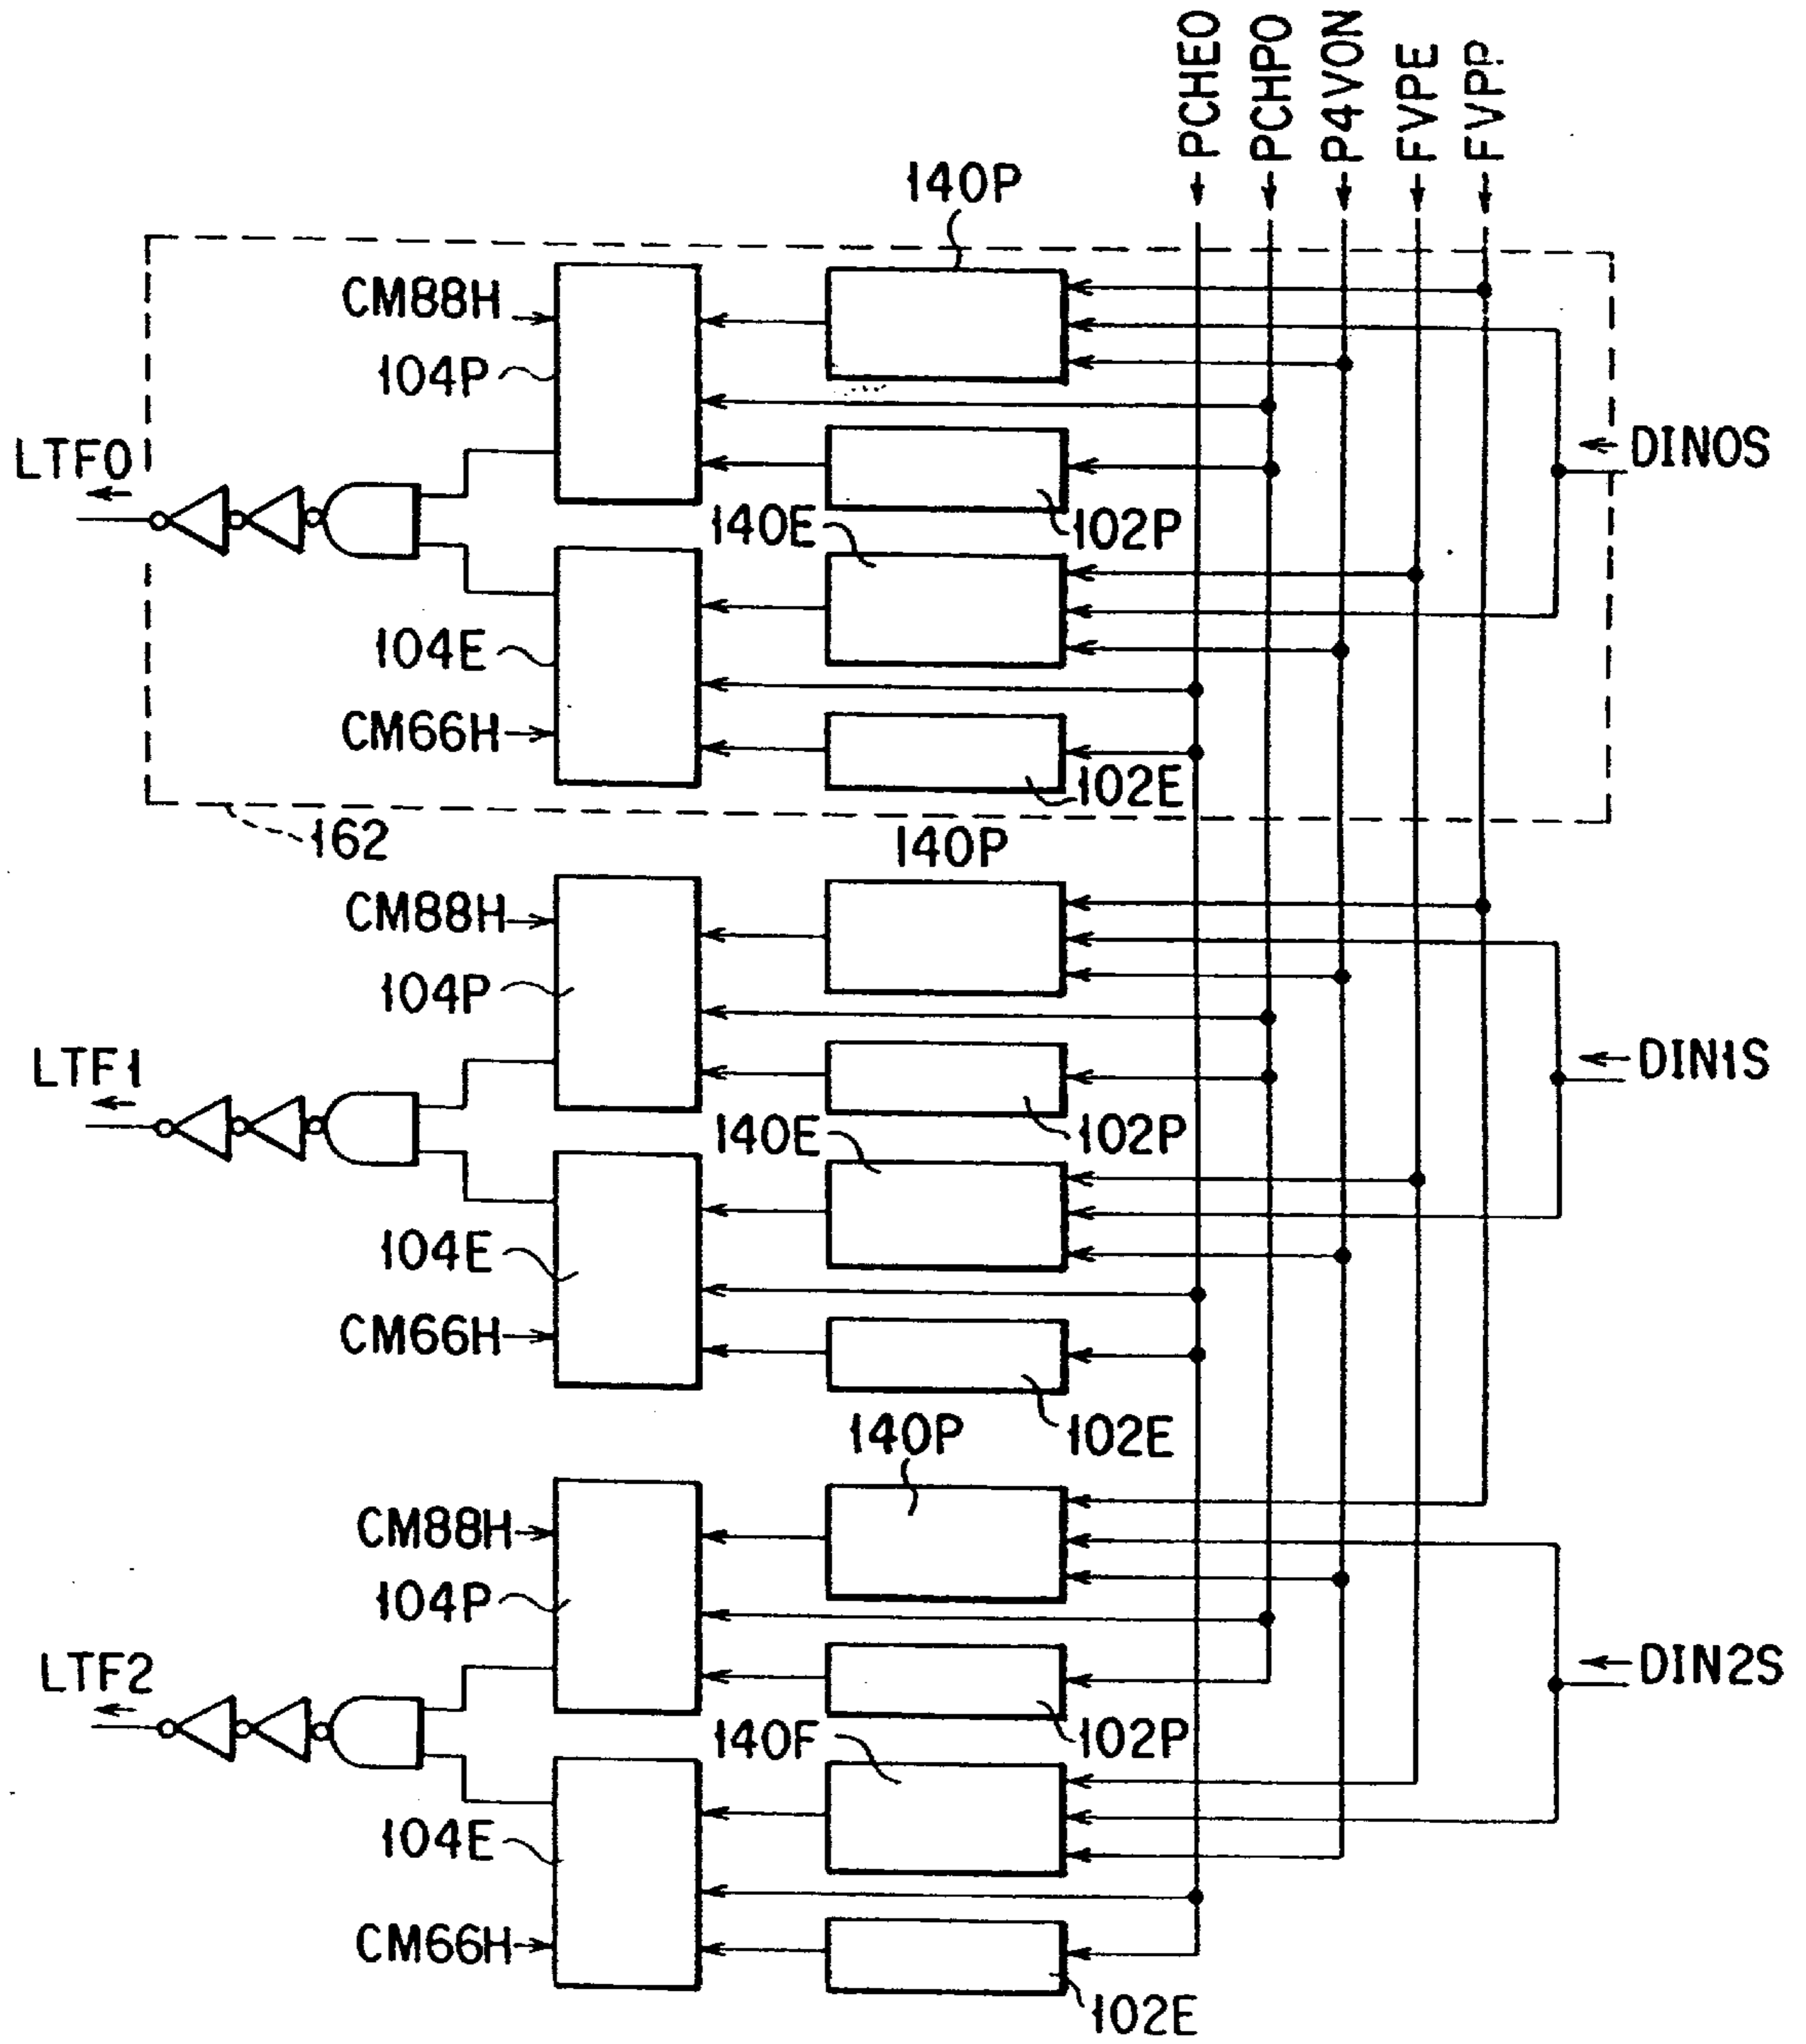 PCHEO
PCHPO
P4VON
FVPE
FVPP
140P
CM88H
104P
LTFO
DINOS
102P
140E
104E
CM66H
102E
162
140P
CM88H
104P
LTF1
DIN1S
102P
140E
104E
CM66H
102E
140P
CM88H
104P
LTF2
DIN2S
102P
140F
104E
CM66H
102E